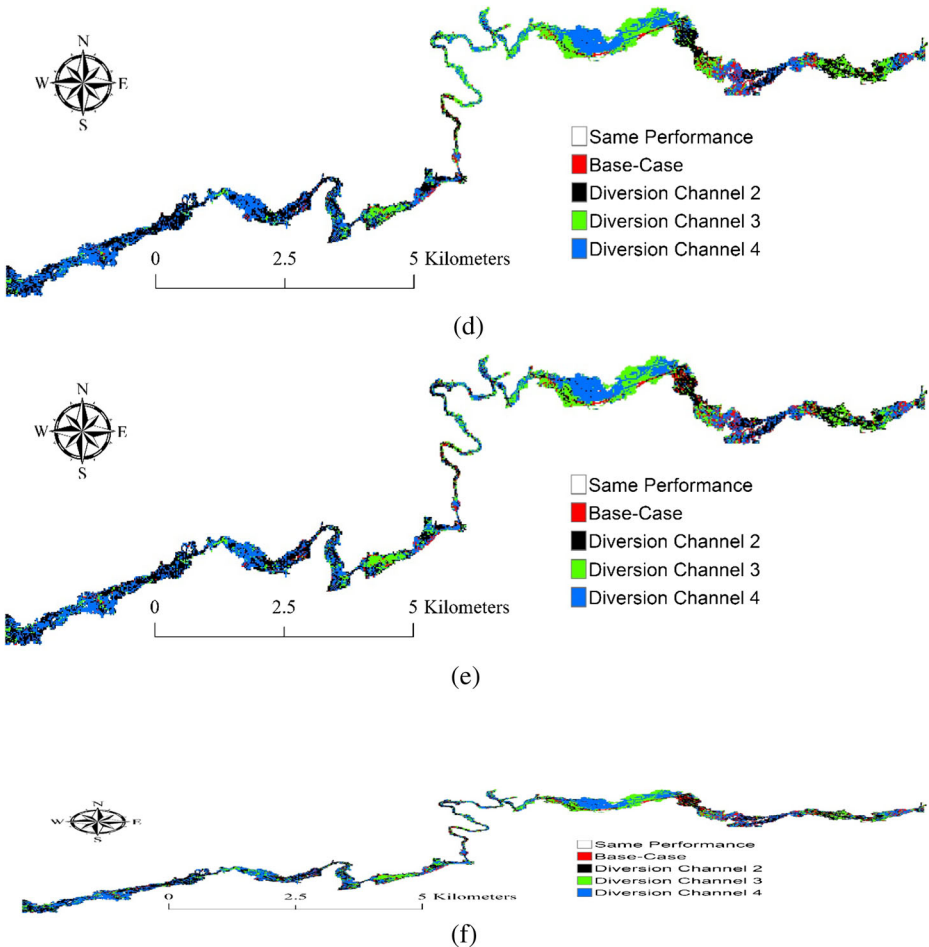 N
W E
S
Same Performance
Base-Case
Diversion Channel 2
Diversion Channel 3
Diversion Channel 4
0 2.5 5 Kilometers
(d)
N
W E
S
Same Performance
Base-Case
Diversion Channel 2
Diversion Channel 3
Diversion Channel 4
0 2.5 5 Kilometers
(e)
N
W E
S
Same Performance
Base-Case
Diversion Channel 2
Diversion Channel 3
Diversion Channel 4
0 2.5 5 Kilometers
(f)